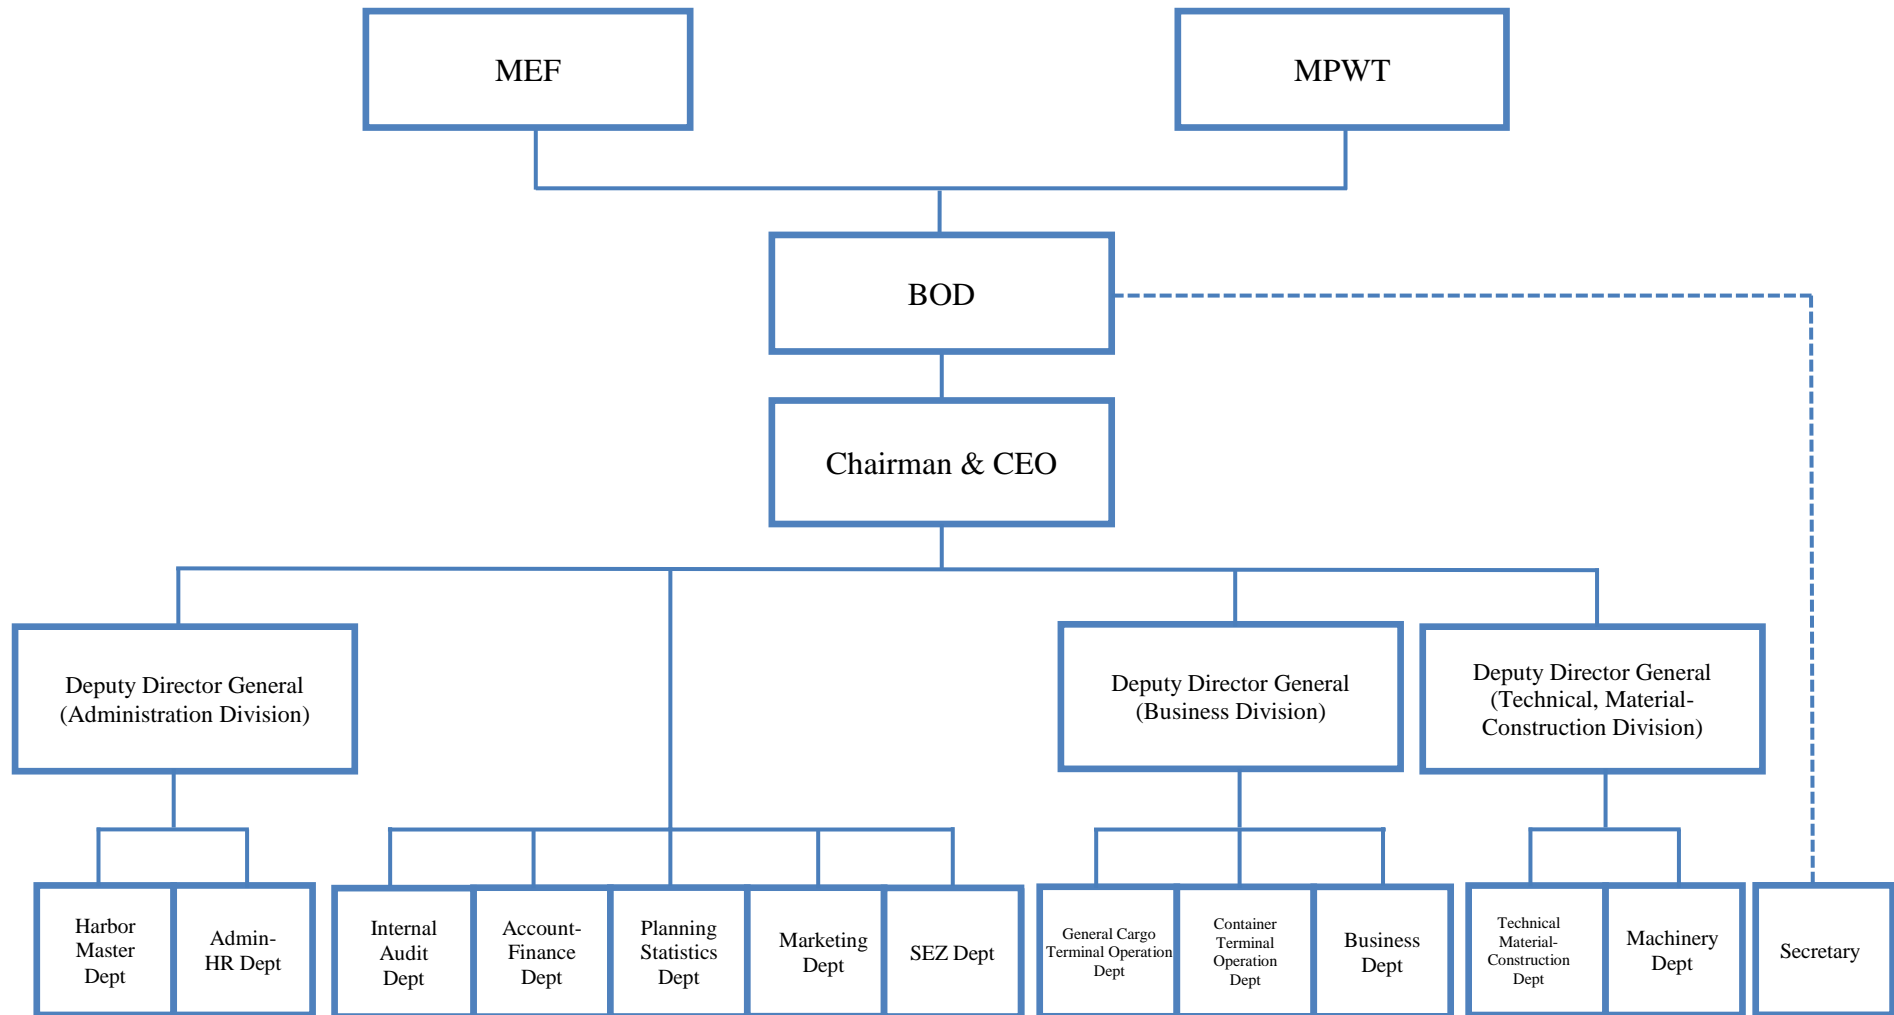 MEF
MPWT
BOD
Chairman & CEO
Deputy Director General
(Administration Division)
Deputy Director General
(Business Division)
Deputy Director General
(Technical, Material-
Construction Division)
Harbor
Master
Dept
Admin-
HR Dept
Internal
Audit
Dept
Account-
Finance
Dept
Planning
Statistics
Dept
Marketing
Dept
SEZ Dept
General Cargo
Terminal Operation
Dept
Container
Terminal
Operation
Dept
Business
Dept
Technical
Material-
Construction
Dept
Machinery
Dept
Secretary